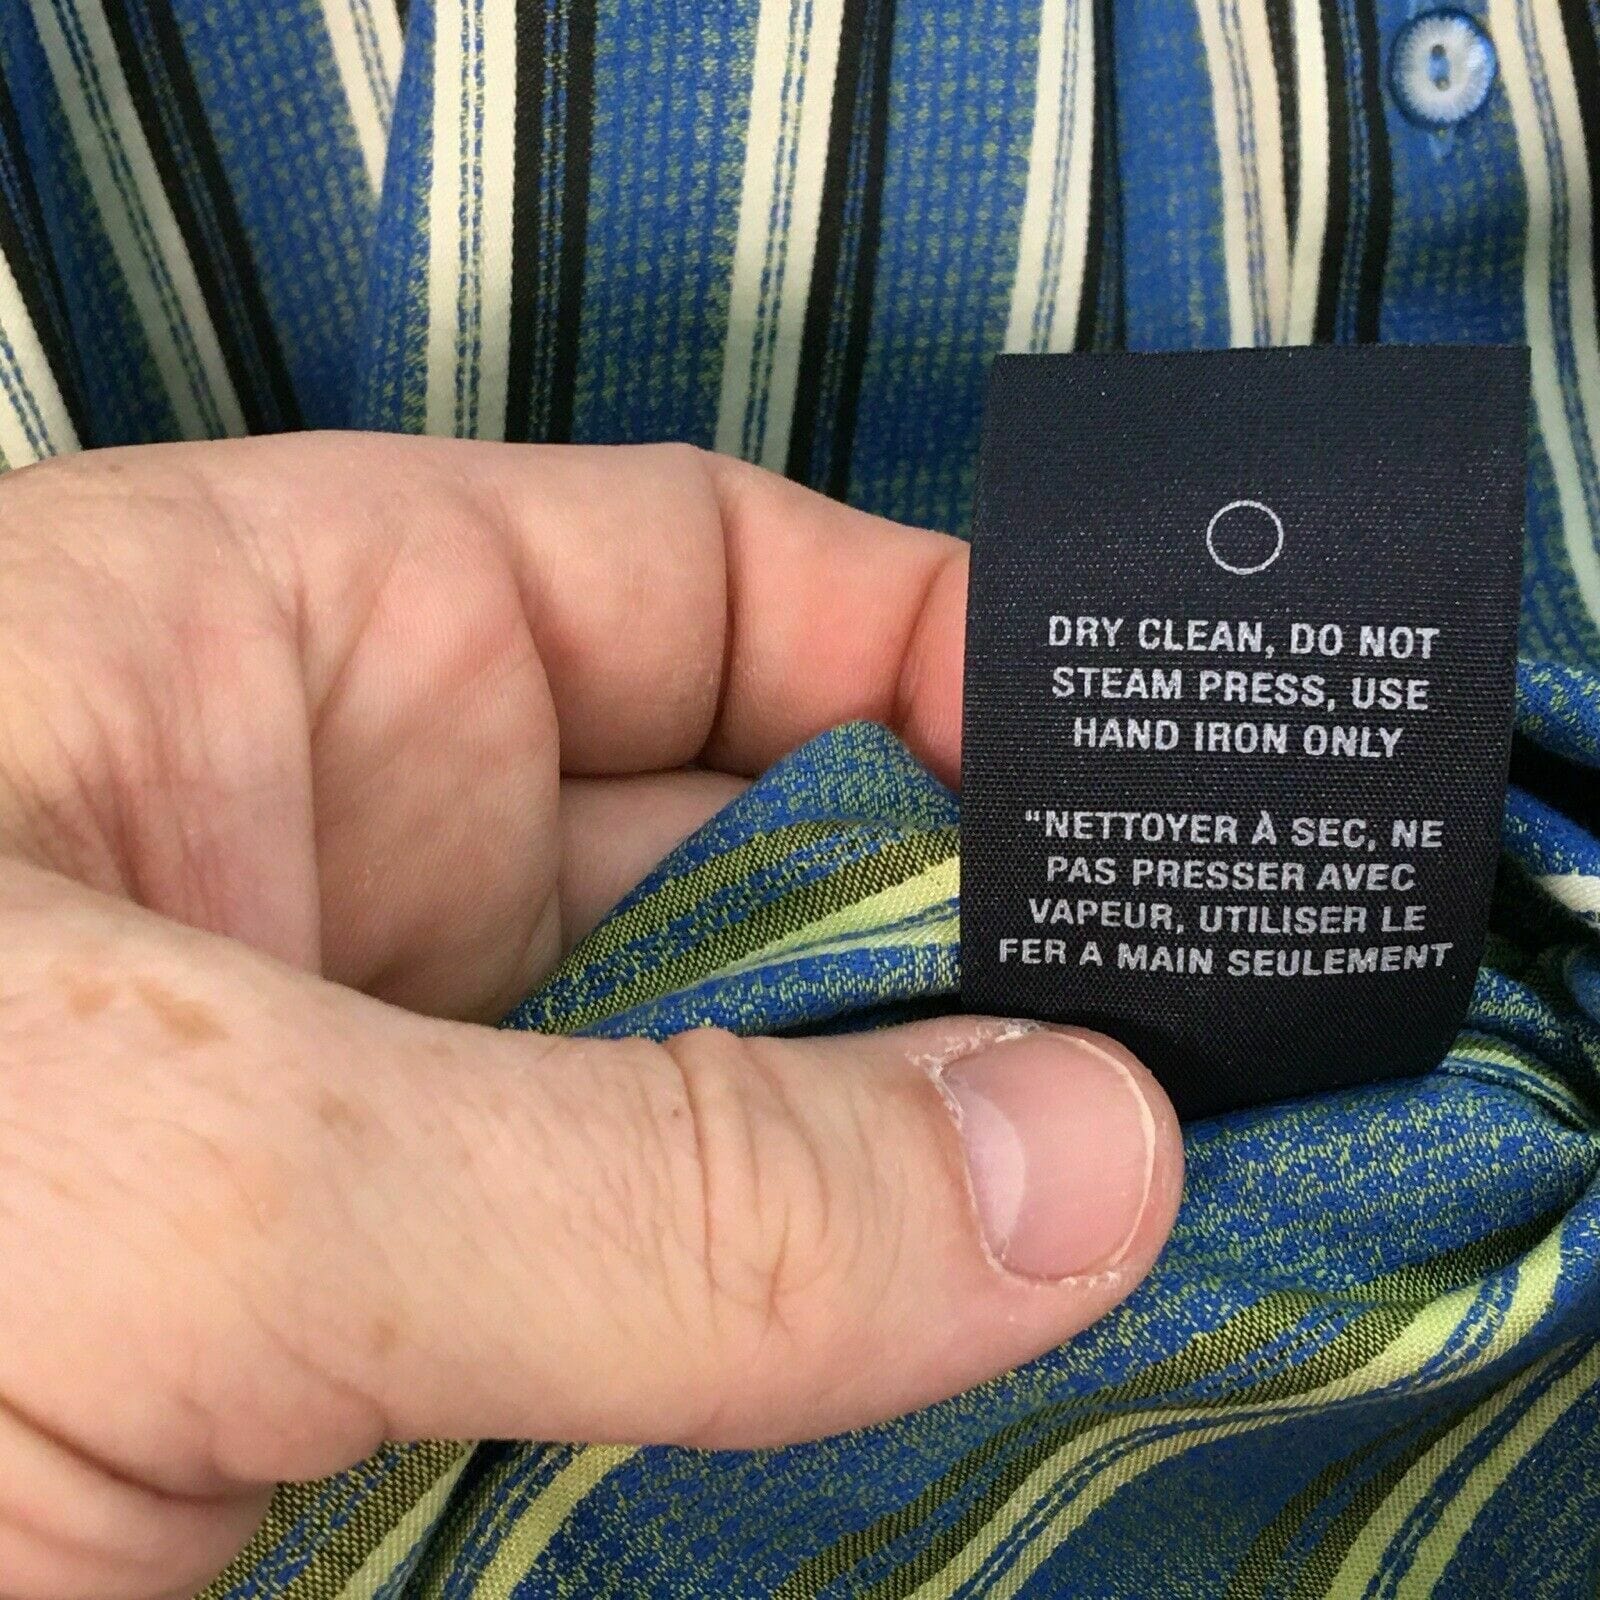 DRY CLEAN, DO NOT
STEAM PRESS, USE
HAND IRON ONLY
"NETTOYER À SEC, NE
PAS PRESSER AVEC
VAPEUR, UTILISER LE
FER A MAIN SEULEMENT